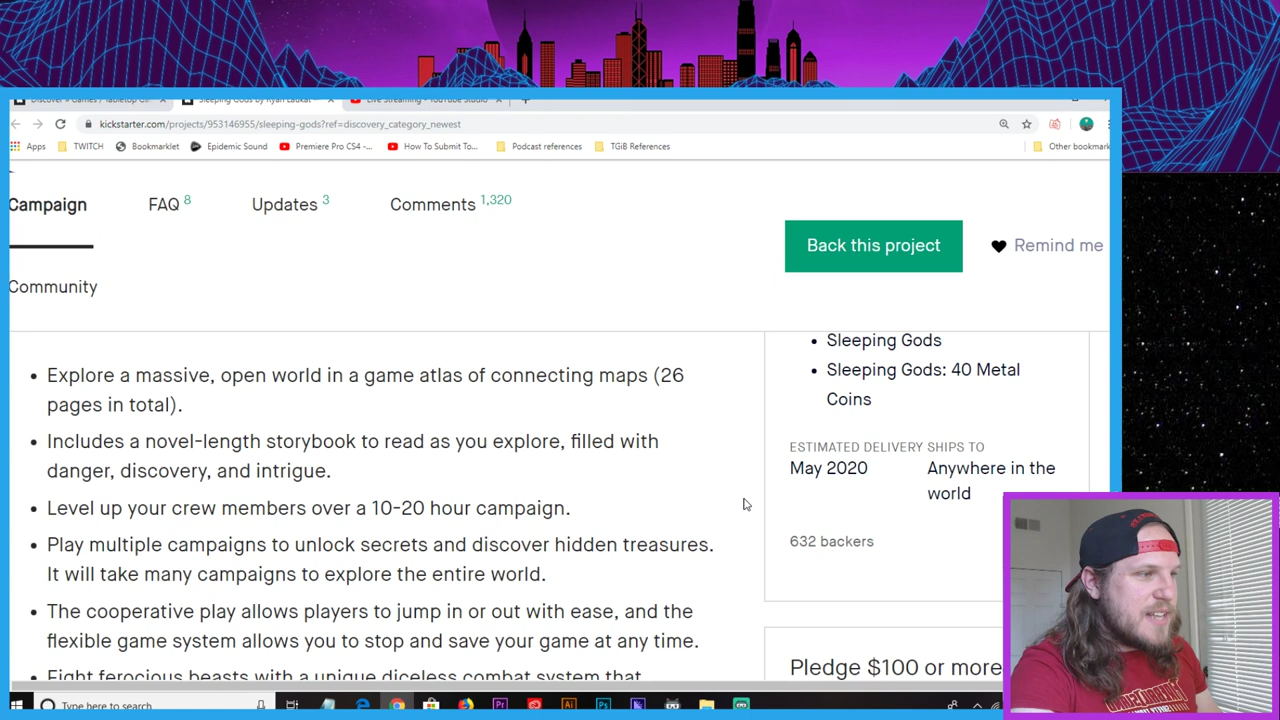 Sleeping Gods by Ryan Laukat
Live Streaming - YouTube Studio
kickstarter.com/projects/953146955/sleeping-gods?ref=discovery_category_newest
Apps TWITCH Bookmarklet Epidemic Sound Premiere Pro CS4 -... How To Submit To... Podcast references TGiB References Other bookmark
Campaign FAQ 8 Updates 3 Comments 1,320
Back this project Remind me
Community
• Explore a massive, open world in a game atlas of connecting maps (26
pages in total).
• Includes a novel-length storybook to read as you explore, filled with
danger, discovery, and intrigue.
• Level up your crew members over a 10-20 hour campaign.
• Play multiple campaigns to unlock secrets and discover hidden treasures.
It will take many campaigns to explore the entire world.
• The cooperative play allows players to jump in or out with ease, and the
flexible game system allows you to stop and save your game at any time.
• Fight ferocious beasts with a unique diceless combat system that
• Sleeping Gods
• Sleeping Gods: 40 Metal
Coins
ESTIMATED DELIVERY SHIPS TO
May 2020 Anywhere in the
world
632 backers
Pledge $100 or more
Type here to search